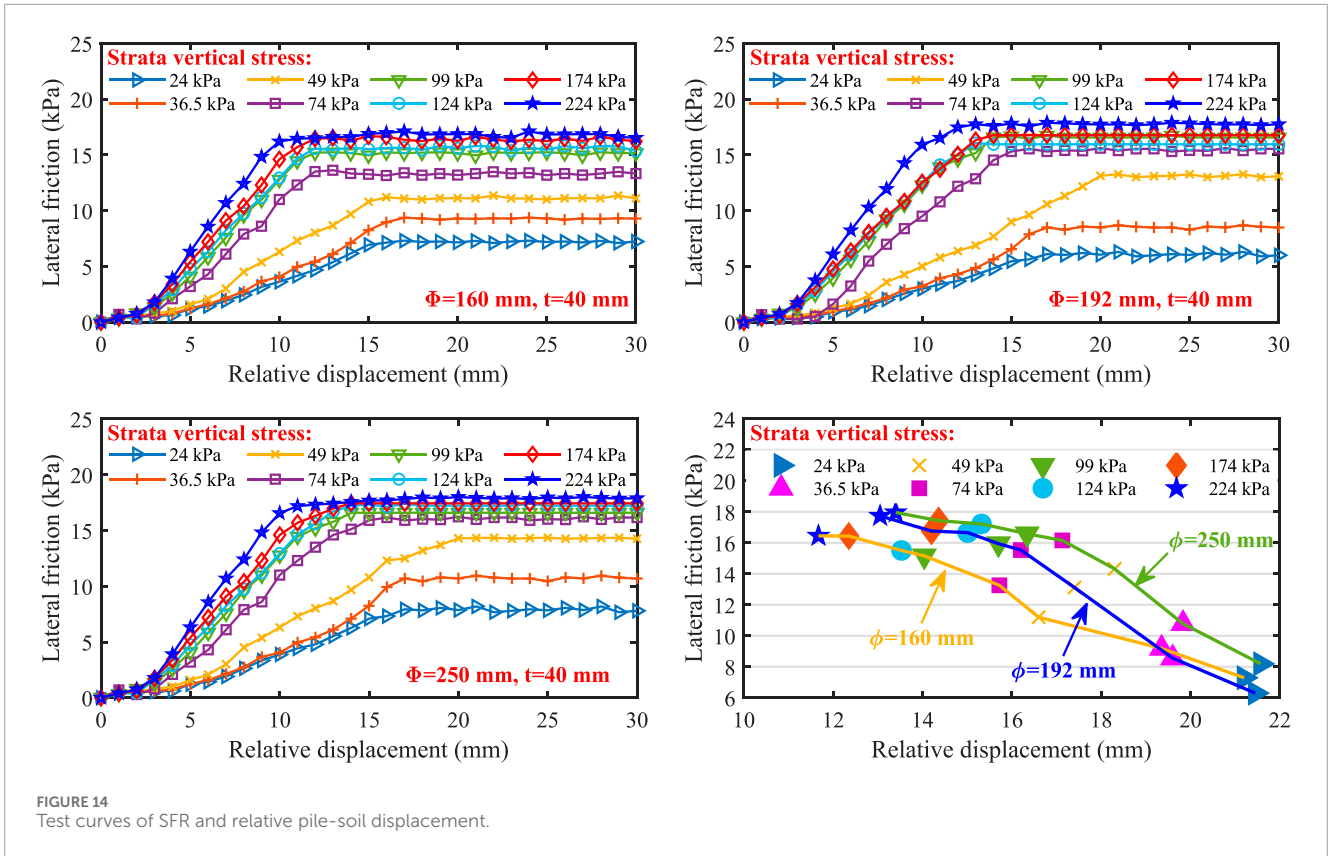 25
20
15
10
5
0
Lateral friction (kPa)
Strata vertical stress:
24 kPa 49 kPa 99 kPa 174 kPa
36.5 kPa 74 kPa 124 kPa 224 kPa
Φ=160 mm, t=40 mm
0 5 10 15 20 25 30
Relative displacement (mm)
25
20
15
10
5
0
Lateral friction (kPa)
Strata vertical stress:
24 kPa 49 kPa 99 kPa 174 kPa
36.5 kPa 74 kPa 124 kPa 224 kPa
Φ=192 mm, t=40 mm
0 5 10 15 20 25 30
Relative displacement (mm)
25
20
15
10
5
0
Lateral friction (kPa)
Strata vertical stress:
24 kPa 49 kPa 99 kPa 174 kPa
36.5 kPa 74 kPa 124 kPa 224 kPa
Φ=250 mm, t=40 mm
0 5 10 15 20 25 30
Relative displacement (mm)
24
22
20
18
16
14
12
10
8
6
Lateral friction (kPa)
Strata vertical stress:
24 kPa 49 kPa 99 kPa 174 kPa
36.5 kPa 74 kPa 124 kPa 224 kPa
ϕ=250 mm
ϕ=160 mm
ϕ=192 mm
10 12 14 16 18 20 22
Relative displacement (mm)
FIGURE 14
Test curves of SFR and relative pile-soil displacement.